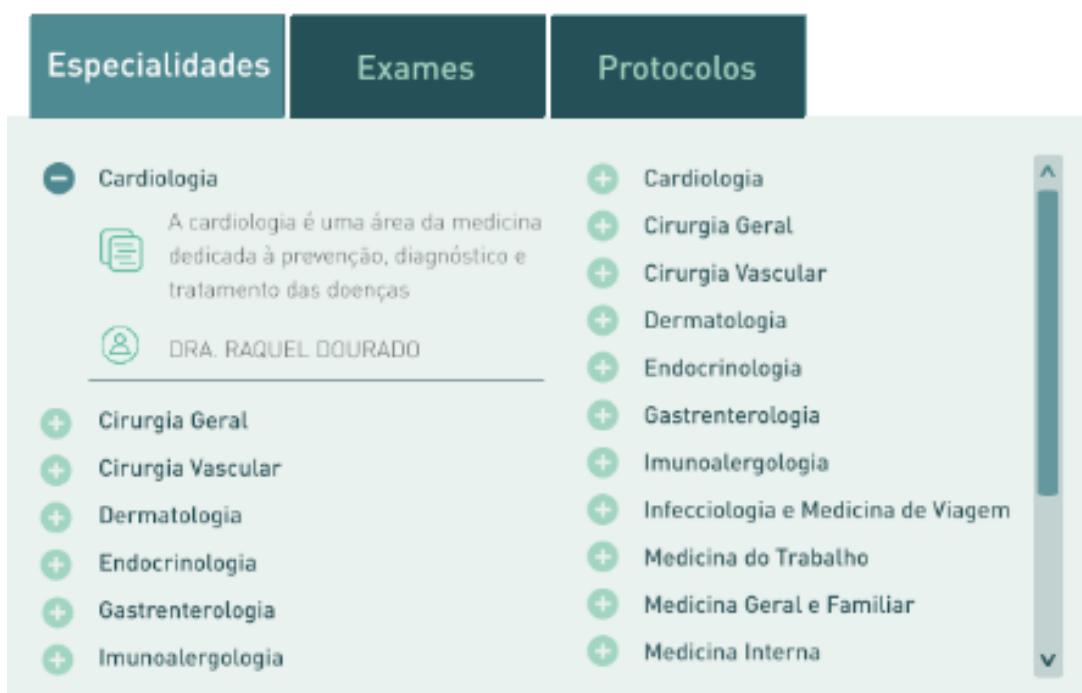 Especialidades
Exames
Protocolos
Cardiologia
A cardiologia é uma área da medicina
dedicada à prevenção, diagnóstico e
tratamento das doenças
DRA. RAQUEL DOURADO
Cirurgia Geral
Cirurgia Vascular
Dermatologia
Endocrinologia
Gastrenterologia
Imunoalergologia
Cardiologia
Cirurgia Geral
Cirurgia Vascular
Dermatologia
Endocrinologia
Gastrenterologia
Imunoalergologia
Infecciologia e Medicina de Viagem
Medicina do Trabalho
Medicina Geral e Familiar
Medicina Interna